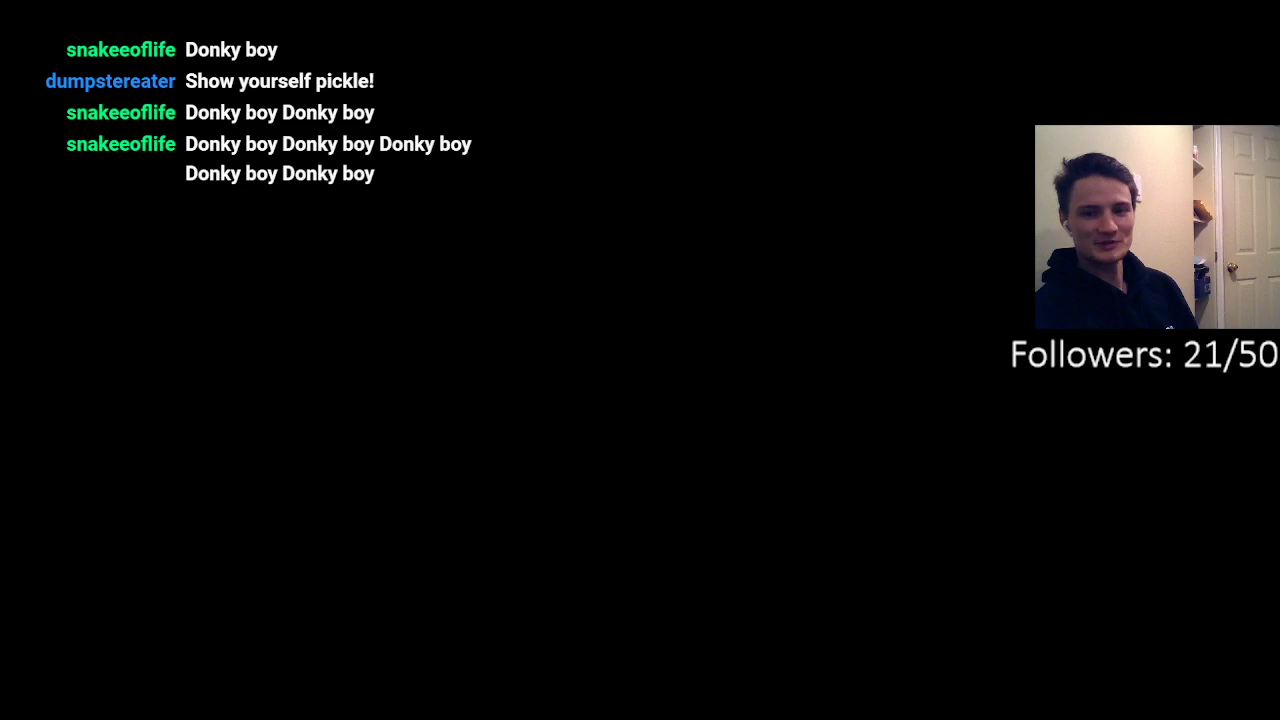 snakeeoflife Donky boy
dumpstereater Show yourself pickle!
snakeeoflife Donky boy Donky boy
snakeeoflife Donky boy Donky boy Donky boy
Donky boy Donky boy
Followers: 21/50